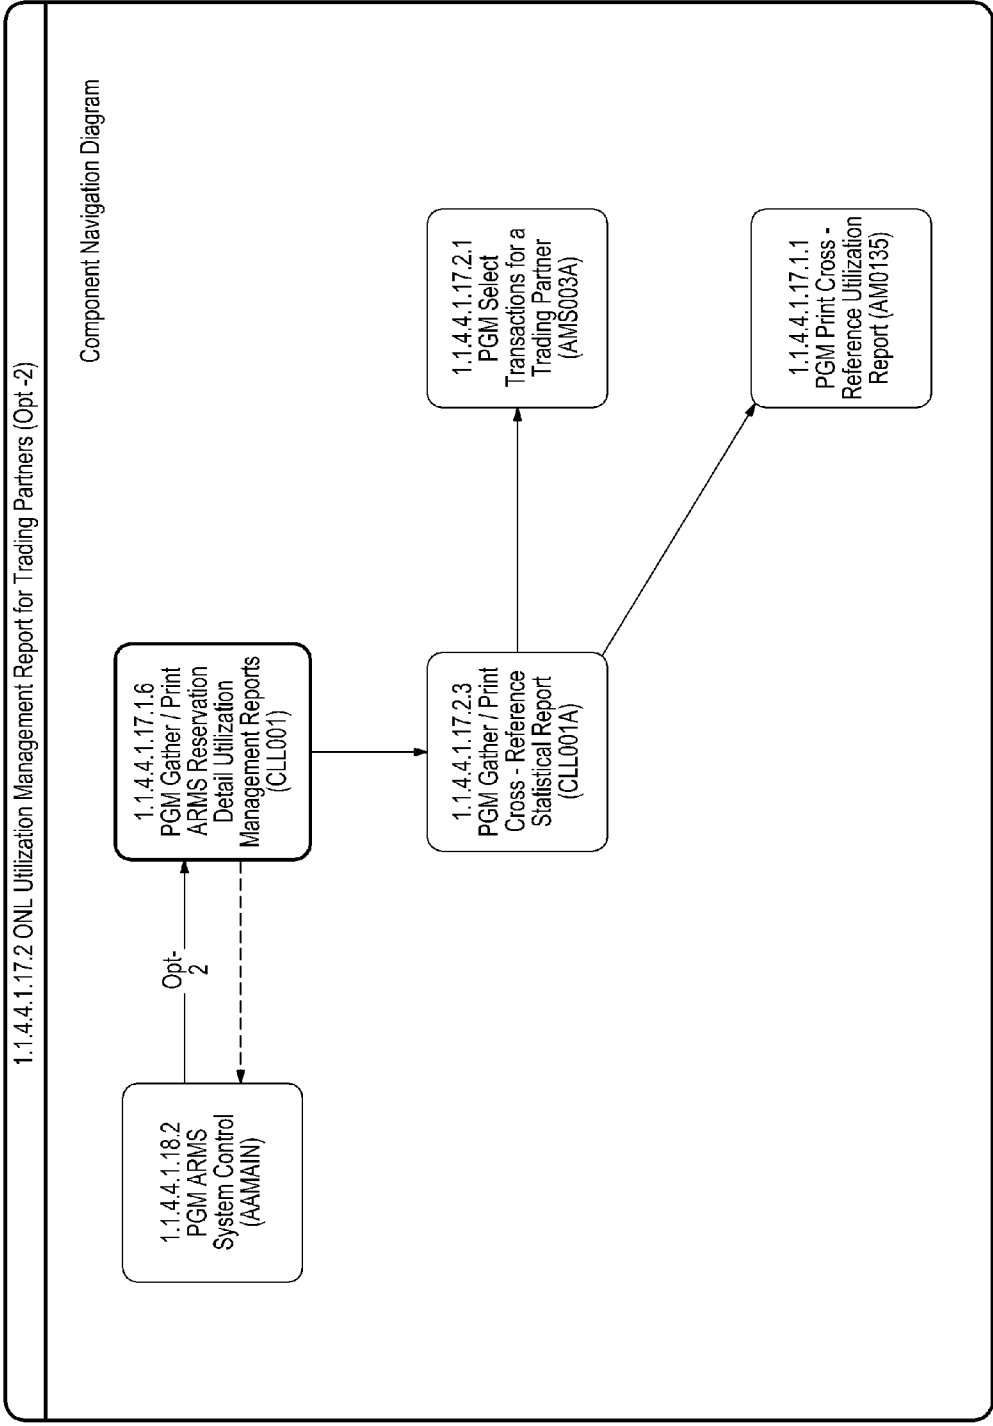 1.1.4.4.1.17.2 ONL Utilization Management Report for Trading Partners (Opt -2)
Component Navigation Diagram
1.1.4.4.1.18.2
PGM ARMS
System Control
(AAMAIN)
Opt-
2
1.1.4.4.1.17.1.6
PGM Gather / Print
ARMS Reservation
Detail Utilization
Management Reports
(CLL001)
1.1.4.4.1.17.2.3
PGM Gather / Print
Cross - Reference
Statistical Report
(CLL001A)
1.1.4.4.1.17.2.1
PGM Select
Transactions for a
Trading Partner
(AMS003A)
1.1.4.4.1.17.1.1
PGM Print Cross -
Reference Utilization
Report (AM0135)